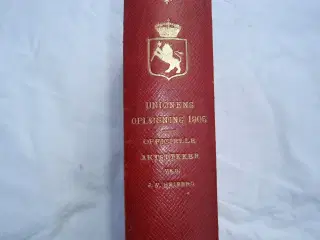 UNIONENS
OPLØSNING 1905
OFFICIELLE
AKTSTYKKER
VED
J. V. HEIBERG